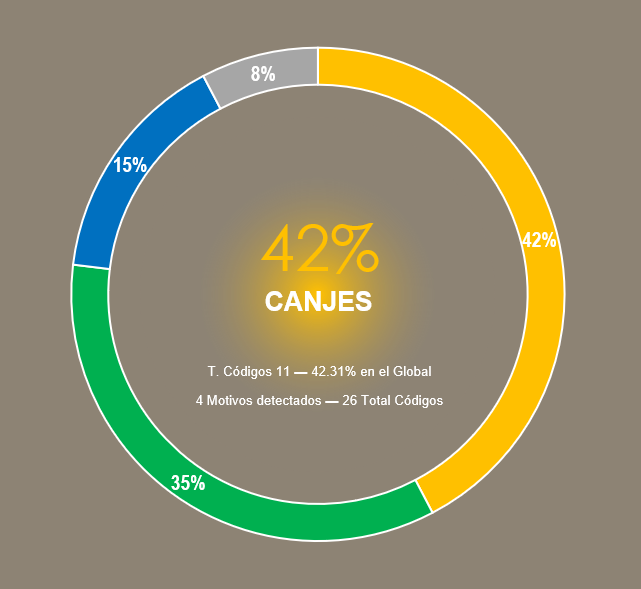 8%
15%
42%
42%
CANJES
T. Códigos 11 — 42.31% en el Global
4 Motivos detectados — 26 Total Códigos
35%